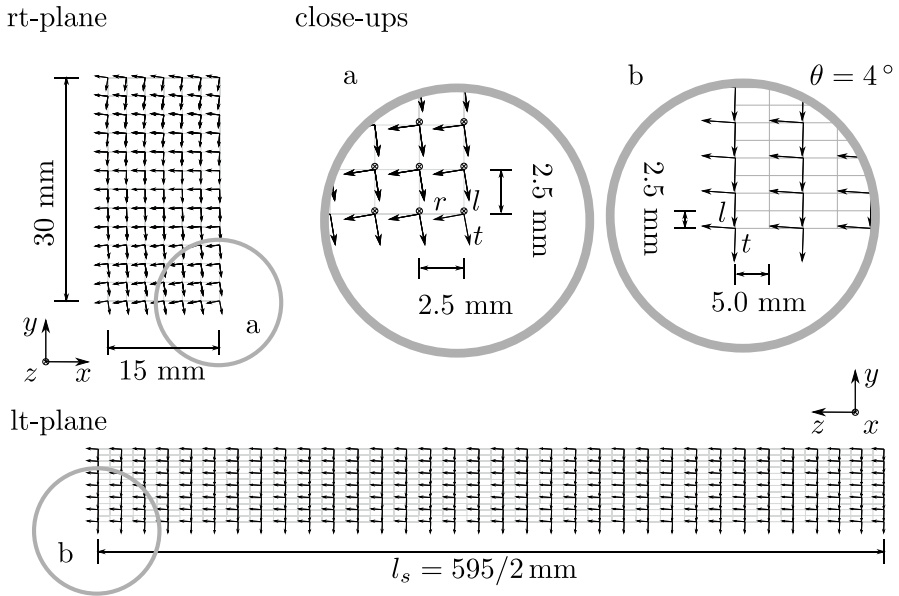 rt-plane
close-ups
a
b
θ = 4°
30 mm
r
l
t
2.5 mm
2.5 mm
2.5 mm
l
t
5.0 mm
a
y
z
x
15 mm
lt-plane
y
z
x
b
l_s = 595/2 mm